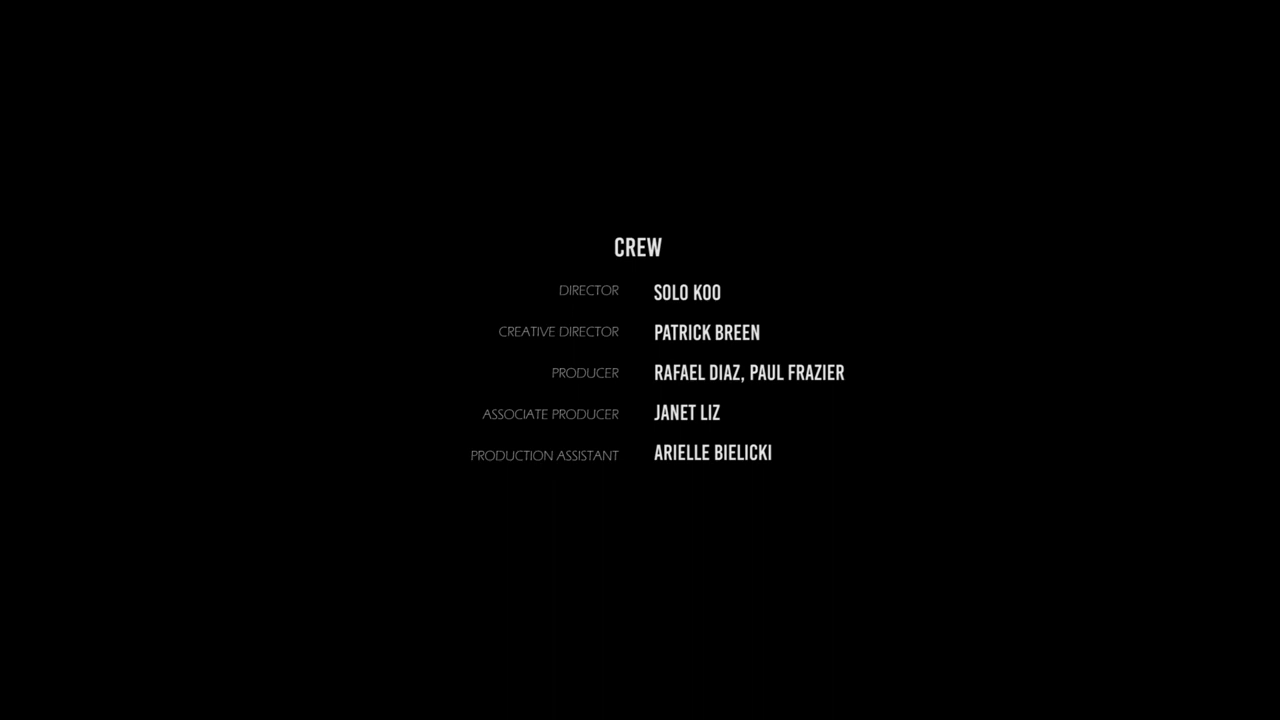 CREW
DIRECTOR SOLO KOO
CREATIVE DIRECTOR PATRICK BREEN
PRODUCER RAFAEL DIAZ, PAUL FRAZIER
ASSOCIATE PRODUCER JANET LIZ
PRODUCTION ASSISTANT ARIELLE BIELICKI